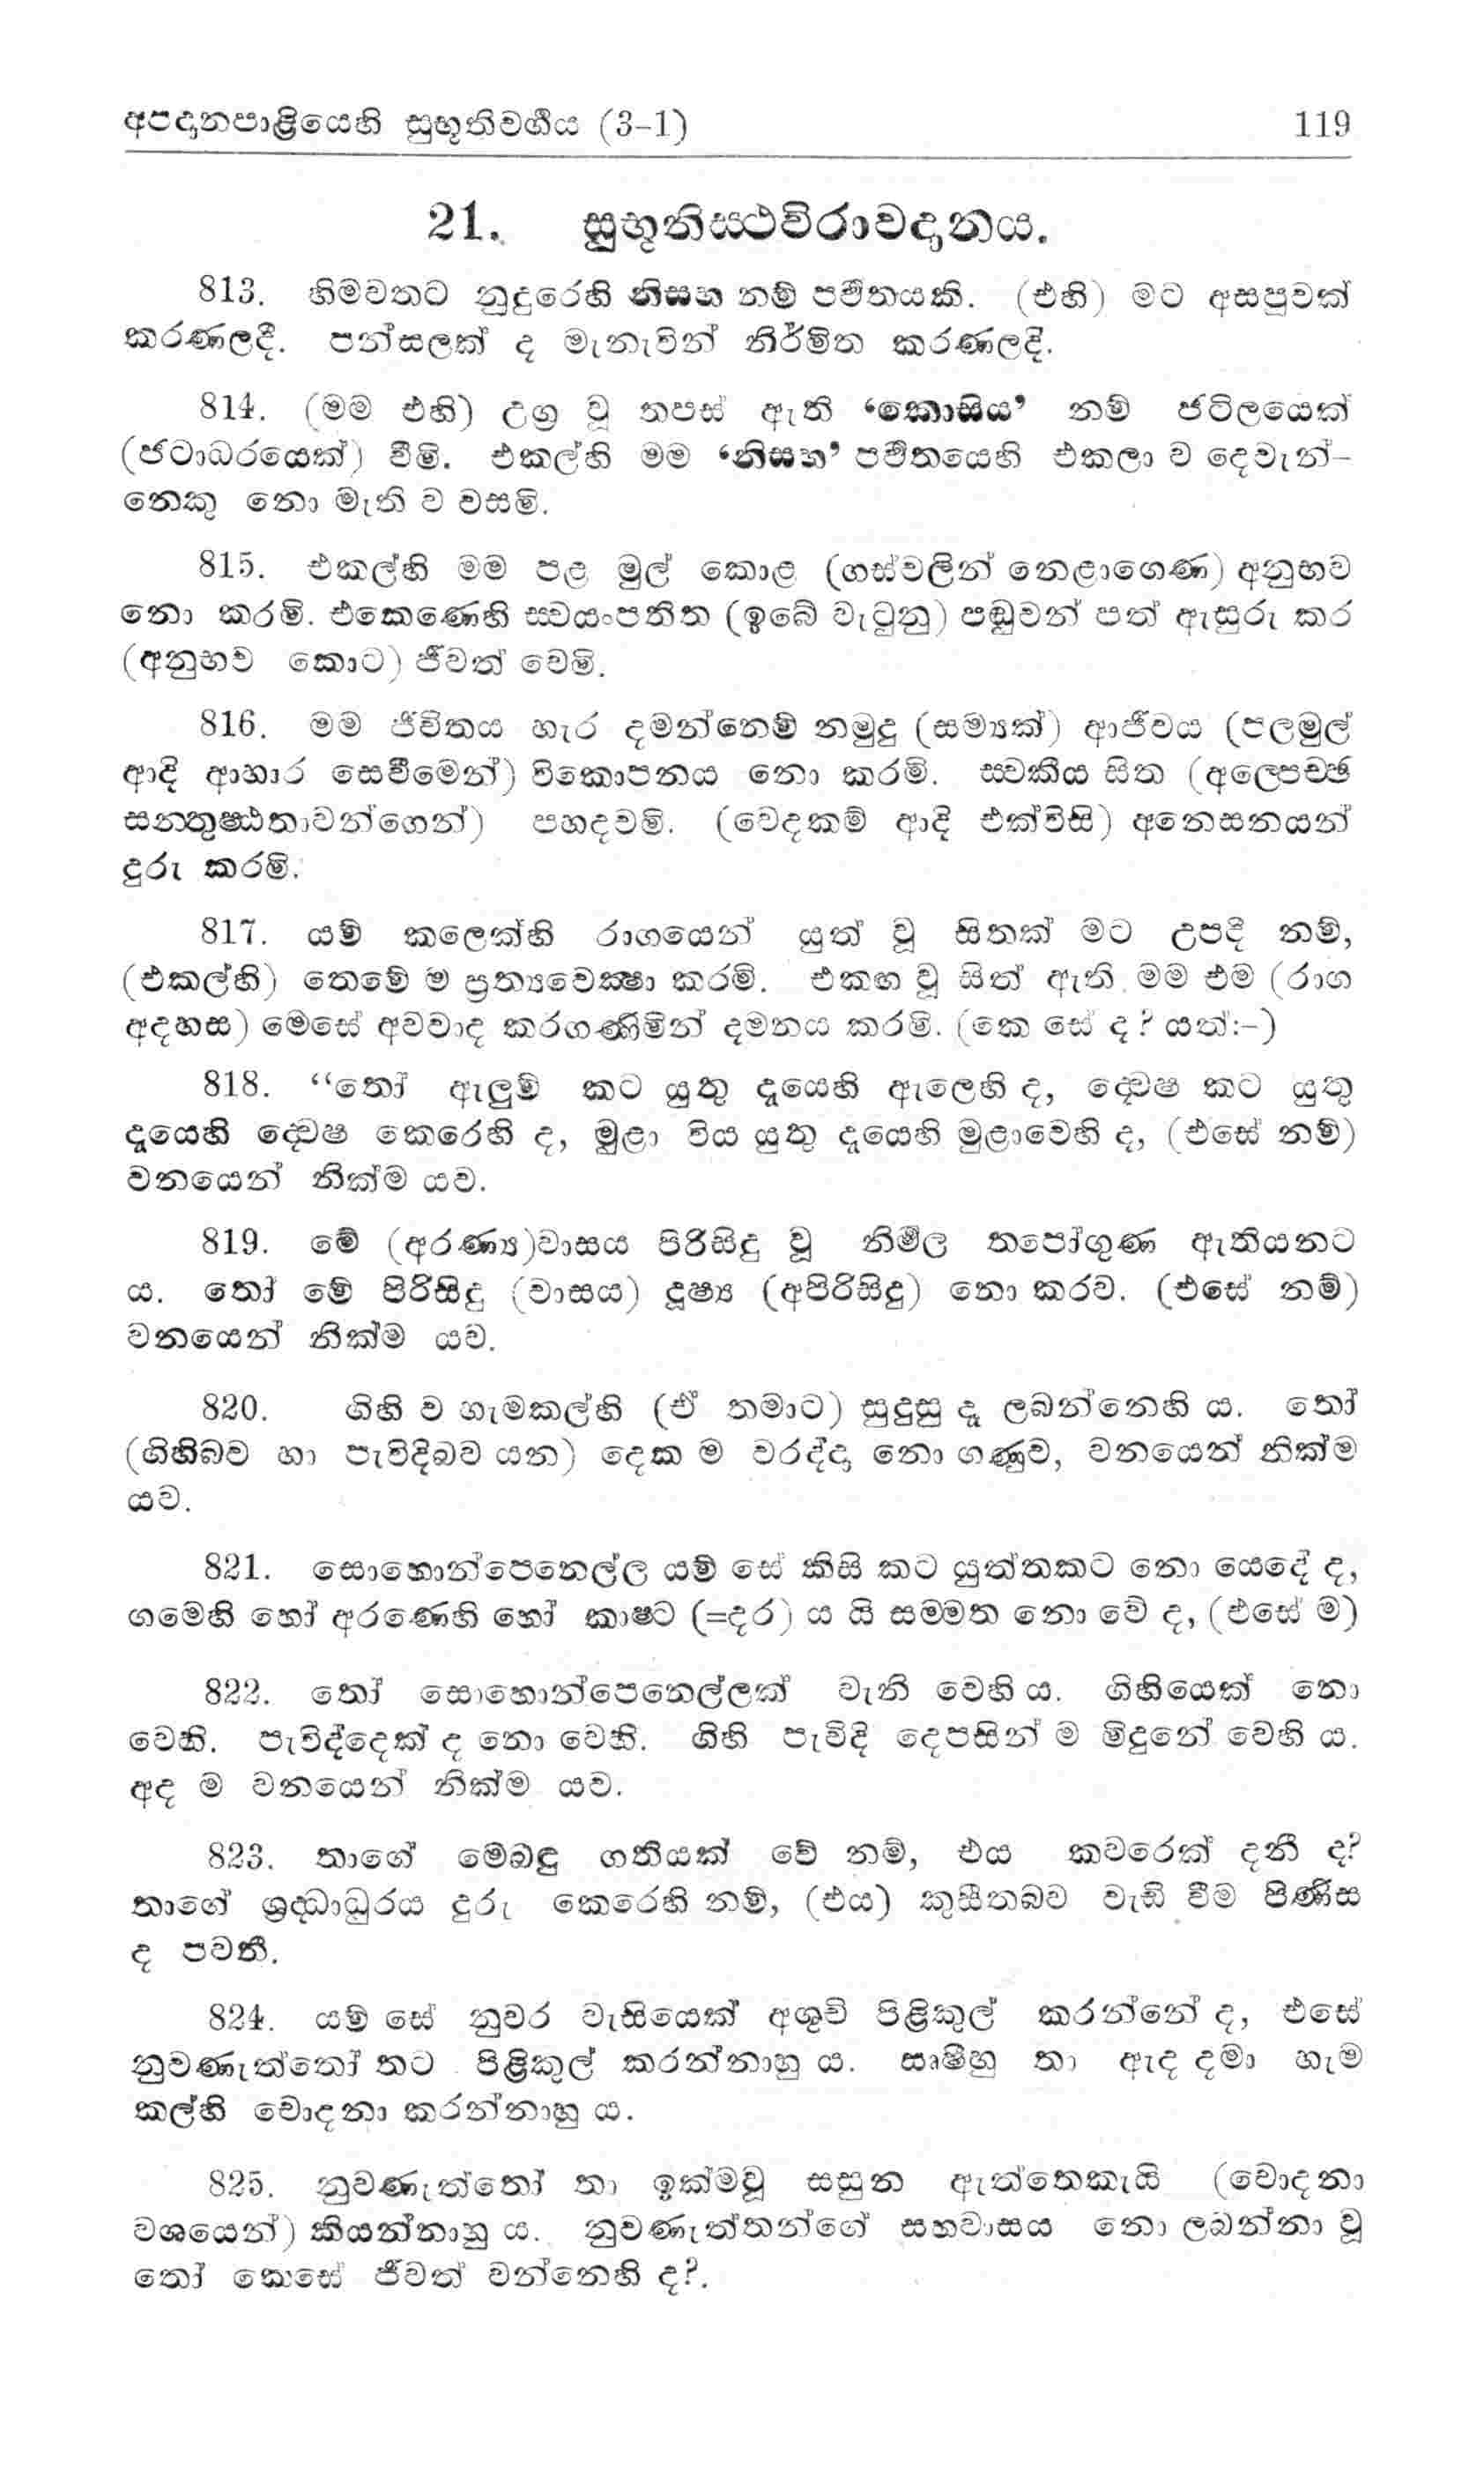 අපදානපාළියෙහි සුභූතිවර්‍ගය (3-1) 119
21. සුභූතිස්ථවිරාවදානය.
813. හිමවතට නුදුරෙහි නිසභ නම් පර්‍වතයකි. (එහි) මට අසපුවක්
කරණලදී. පන්සලක් ද මැනැවින් නිර්මිත කරණලදි.
814. (මම එහි) උග්‍ර වූ තපස් ඇති ‘කොසිය’ නම් ජටිලයෙක්
(ජටාධරයෙක්) වීමි. එකල්හි මම ‘නිසභ’ පර්‍වතයෙහි එකලා ව දෙවැන්-
නෙකු නො මැති ව වසමි.
815. එකල්හි මම පළ මුල් කොළ (ගස්වලින් නෙළාගෙණ) අනුභව
නො කරමි. එකෙණෙහි ස්වයංපතිත (ඉබේ වැටුනු) පඬුවන් පත් ඇසුරු කර
(අනුභව කොට) ජීවත් වෙමි.
816. මම ජීවිතය හැර දමන්නෙම් නමුදු (සම්‍යක්) ආජීවය (පලමුල්
ආදි ආහාර සෙවීමෙන්) විකොපනය නො කරමි. ස්වකීය සිත (අල්පෙච්ඡ
සන්තුෂ්ඨතාවන්ගෙන්) පහදවමි. (වෙදකම් ආදි එක්විසි) අනෙසනයන්
දුරු කරමි.
817. යම් කලෙක්හි රාගයෙන් යුත් වූ සිතක් මට උපදී නම්,
(එකල්හි) තෙමේ ම ප්‍රත්‍යවෙක්‍ෂා කරමි. එකඟ වූ සිත් ඇති මම එම (රාග
අදහස) මෙසේ අවවාද කරගණිමින් දමනය කරමි. (කෙ සේ ද? යත්:-)
818. “තෝ ඇලුම් කට යුතු දෑයෙහි ඇලෙහි ද, ද්වෙෂ කට යුතු
දෑයෙහි ද්වෙෂ කෙරෙහි ද, මුළා විය යුතු දෑයෙහි මුළාවෙහි ද, (එසේ නම්)
වනයෙන් නික්ම යව.
819. මේ (අරණ්‍ය)වාසය පිරිසිදු වූ නිර්‍මල තපෝගුණ ඇතියනට
ය. තෝ මේ පිරිසිදු (වාසය) දූෂ්‍ය (අපිරිසිදු) නො කරව. (එසේ නම්)
වනයෙන් නික්ම යව.
820. ගිහි ව හැමකල්හි (ඒ තමාට) සුදුසු දෑ ලබන්නෙහි ය. තෝ
(ගිහිබව හා පැවිදිබව යන) දෙක ම වරද්දා නො ගණුව, වනයෙන් නික්ම
යව.
821. සොහොන්පෙනෙල්ල යම් සේ කිසි කට යුත්තකට නො යෙදේ ද,
ගමෙහි හෝ අරණෙහි හෝ කාෂ්ට (=දර) ය යි සම්මත නො වේ ද, (එසේ ම)
822. තෝ සොහොන්පෙනෙල්ලක් වැනි වෙහි ය. ගිහියෙක් නො
වෙහි. පැවිද්දෙක් ද නො වෙහි. ගිහි පැවිදි දෙපසින් ම මිදුනේ වෙහි ය.
අද ම වනයෙන් නික්ම යව.
823. තාගේ මෙබඳු ගතියක් වේ නම්, එය කවරෙක් දනී ද?
තාගේ ශ්‍රද්ධාධුරය දුරු කෙරෙහි නම්, (එය) කුසීතබව වැඩි වීම පිණිස
ද පවතී.
824. යම් සේ නුවර වැසියෙක් අශුචි පිළිකුල් කරන්නේ ද, එසේ
නුවණැත්තෝ තට පිළිකුල් කරන්නාහු ය. සෘෂීහු තා ඇද දමා හැම
කල්හි චොදනා කරන්නාහු ය.
825. නුවණැත්තෝ තා ඉක්මවූ සසුන ඇත්තෙකැයි (චොදනා
වශයෙන්) කියන්නාහු ය. නුවණැත්තන්ගේ සහවාසය නො ලබන්නා වූ
තෝ කෙසේ ජීවත් වන්නෙහි ද?.